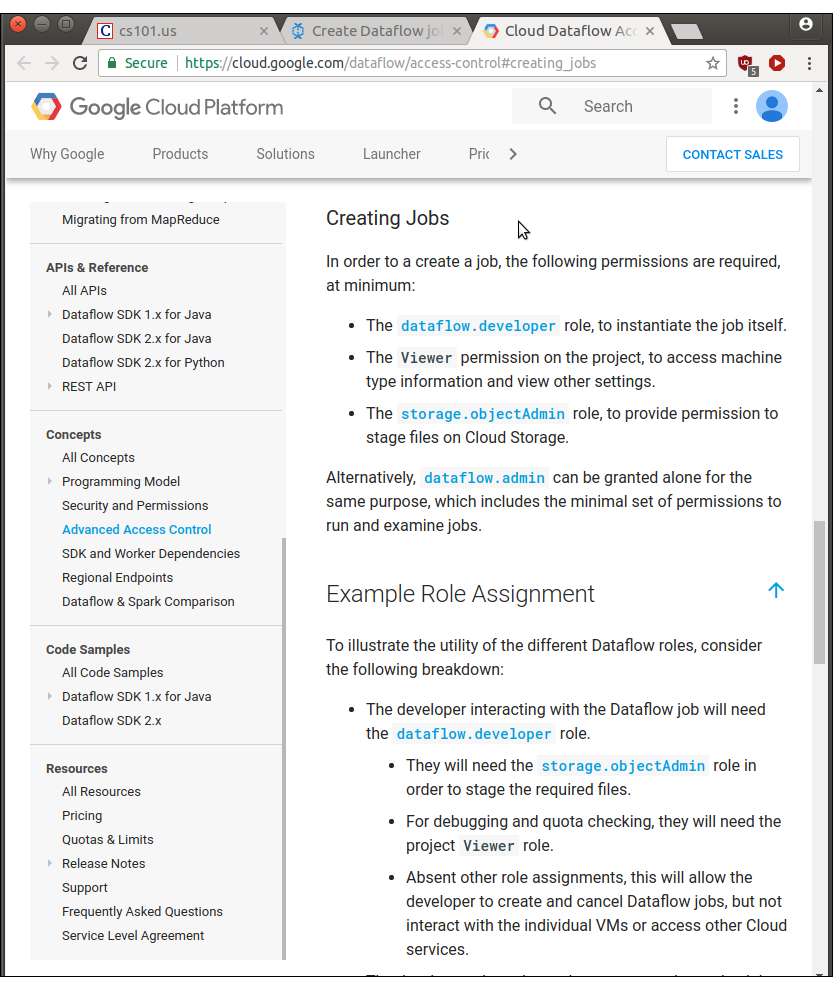 cs101.us
Create Dataflow jo
Cloud Dataflow Acc
Secure
https://cloud.google.com/dataflow/access-control#creating_jobs
5
Google Cloud Platform
Search
Why Google
Products
Solutions
Launcher
Pric
CONTACT SALES
Migrating from MapReduce
APIs & Reference
All APIs
Dataflow SDK 1.x for Java
Dataflow SDK 2.x for Java
Dataflow SDK 2.x for Python
REST API
Concepts
All Concepts
Programming Model
Security and Permissions
Advanced Access Control
SDK and Worker Dependencies
Regional Endpoints
Dataflow & Spark Comparison
Code Samples
All Code Samples
Dataflow SDK 1.x for Java
Dataflow SDK 2.x
Resources
All Resources
Pricing
Quotas & Limits
Release Notes
Support
Frequently Asked Questions
Service Level Agreement
Creating Jobs
In order to a create a job, the following permissions are required,
at minimum:
• The dataflow.developer role, to instantiate the job itself.
• The Viewer permission on the project, to access machine
type information and view other settings.
• The storage.objectAdmin role, to provide permission to
stage files on Cloud Storage.
Alternatively, dataflow.admin can be granted alone for the
same purpose, which includes the minimal set of permissions to
run and examine jobs.
Example Role Assignment
To illustrate the utility of the different Dataflow roles, consider
the following breakdown:
• The developer interacting with the Dataflow job will need
the dataflow.developer role.
• They will need the storage.objectAdmin role in
order to stage the required files.
• For debugging and quota checking, they will need the
project Viewer role.
• Absent other role assignments, this will allow the
developer to create and cancel Dataflow jobs, but not
interact with the individual VMs or access other Cloud
services.